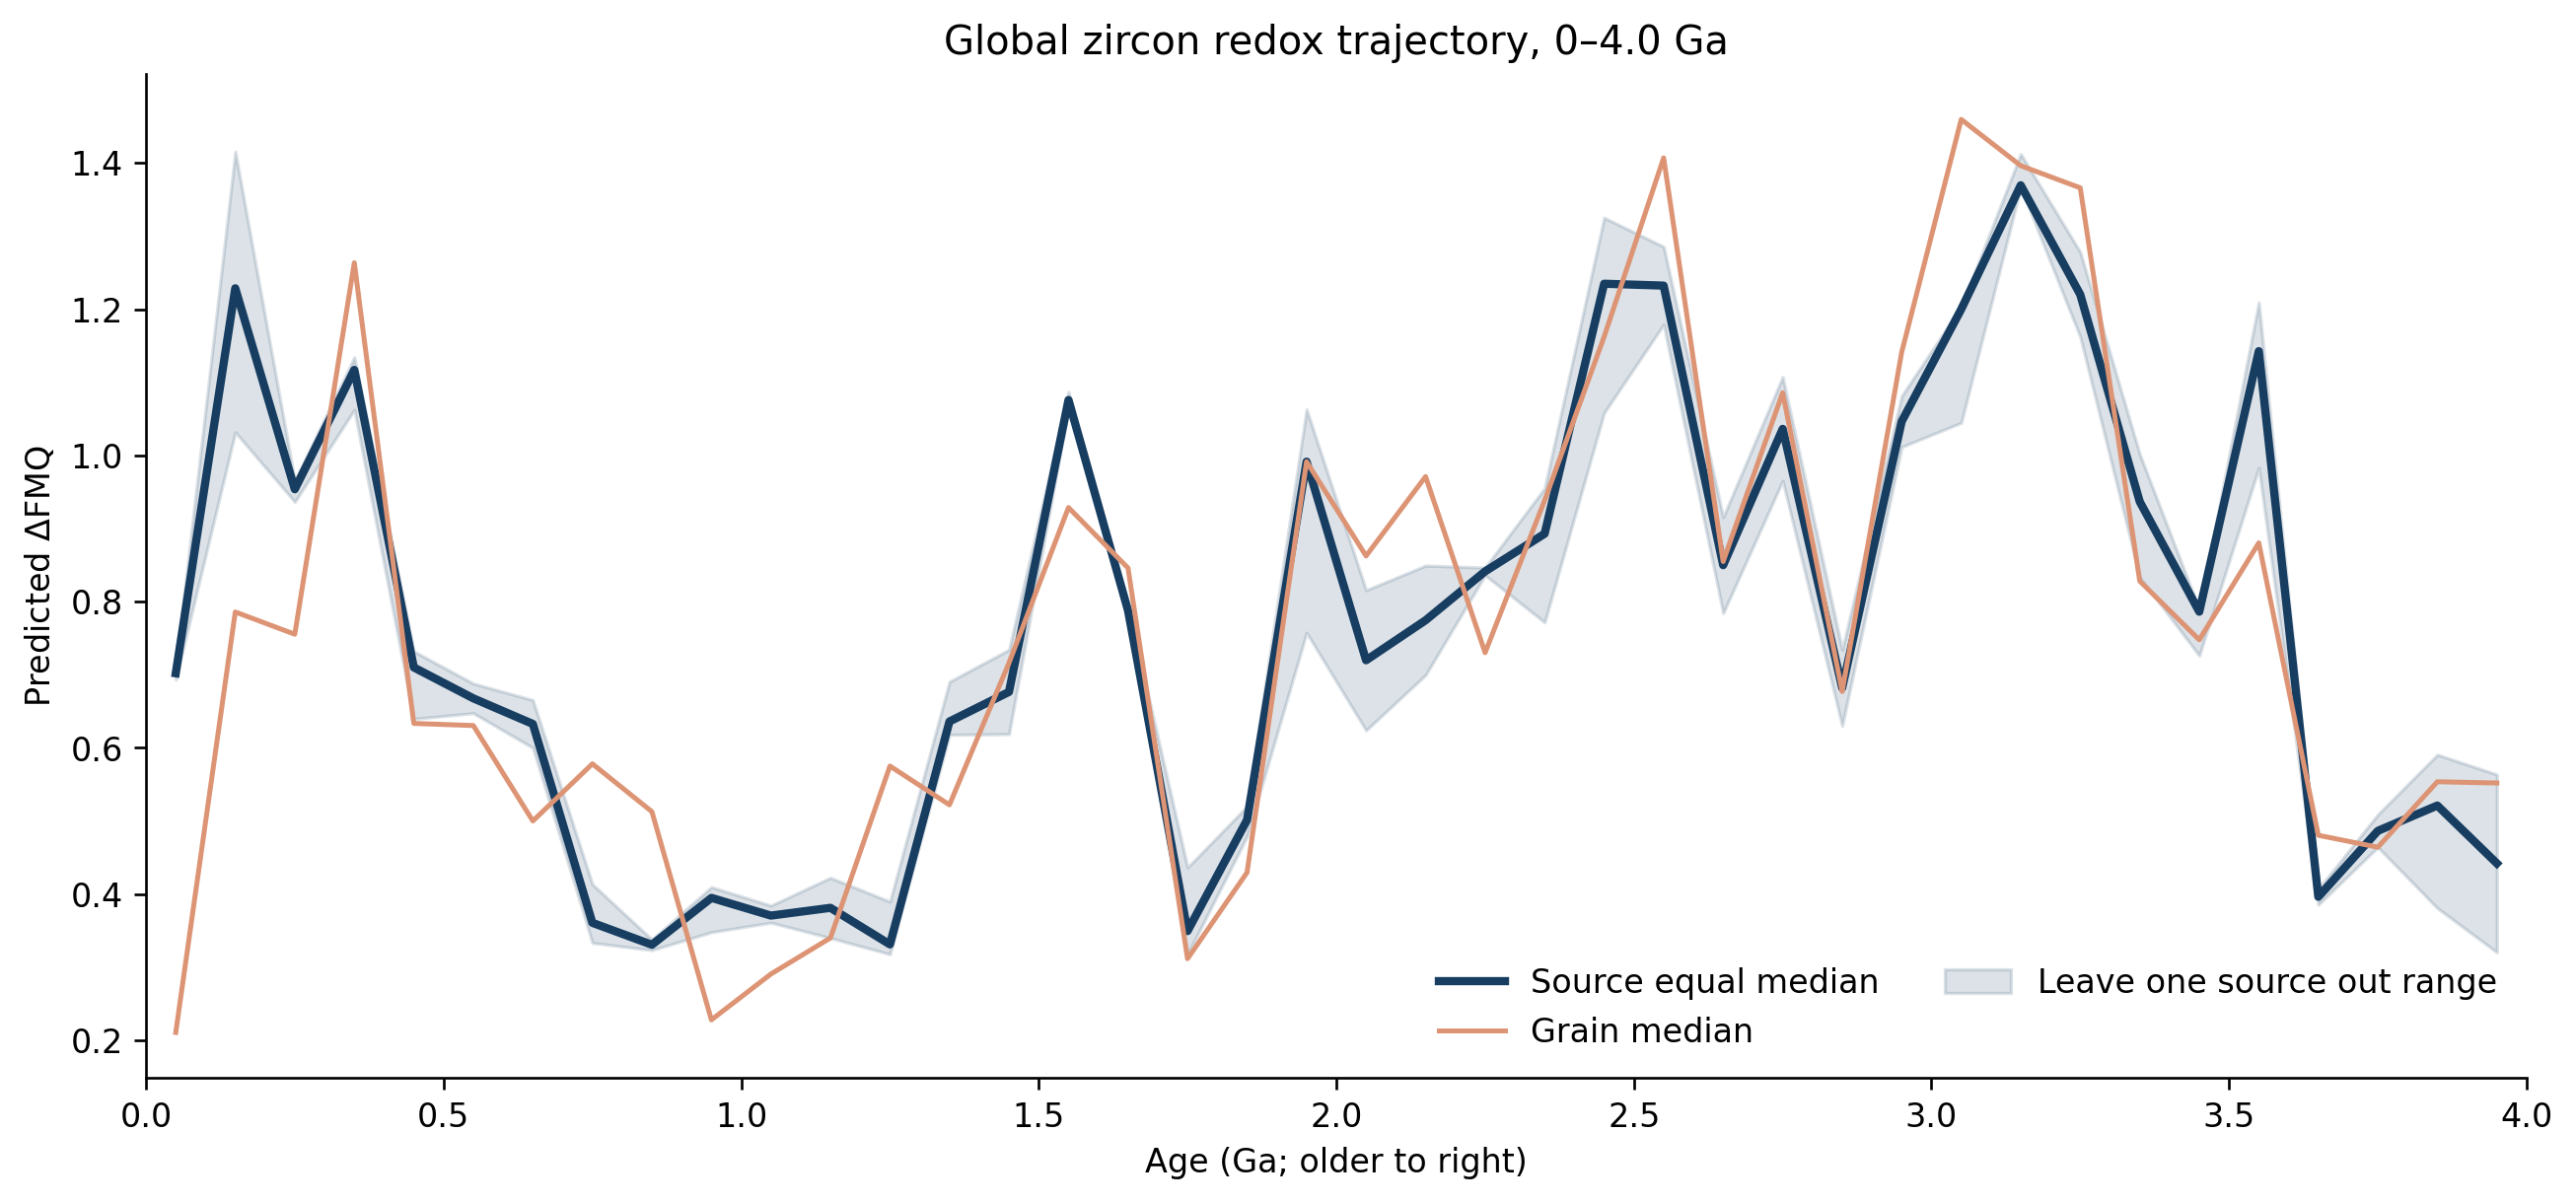 Global zircon redox trajectory, 0–4.0 Ga
Predicted ΔFMQ
1.4
1.2
1.0
0.8
0.6
0.4
0.2
Source equal median
Grain median
Leave one source out range
0.0 0.5 1.0 1.5 2.0 2.5 3.0 3.5 4.0
Age (Ga; older to right)